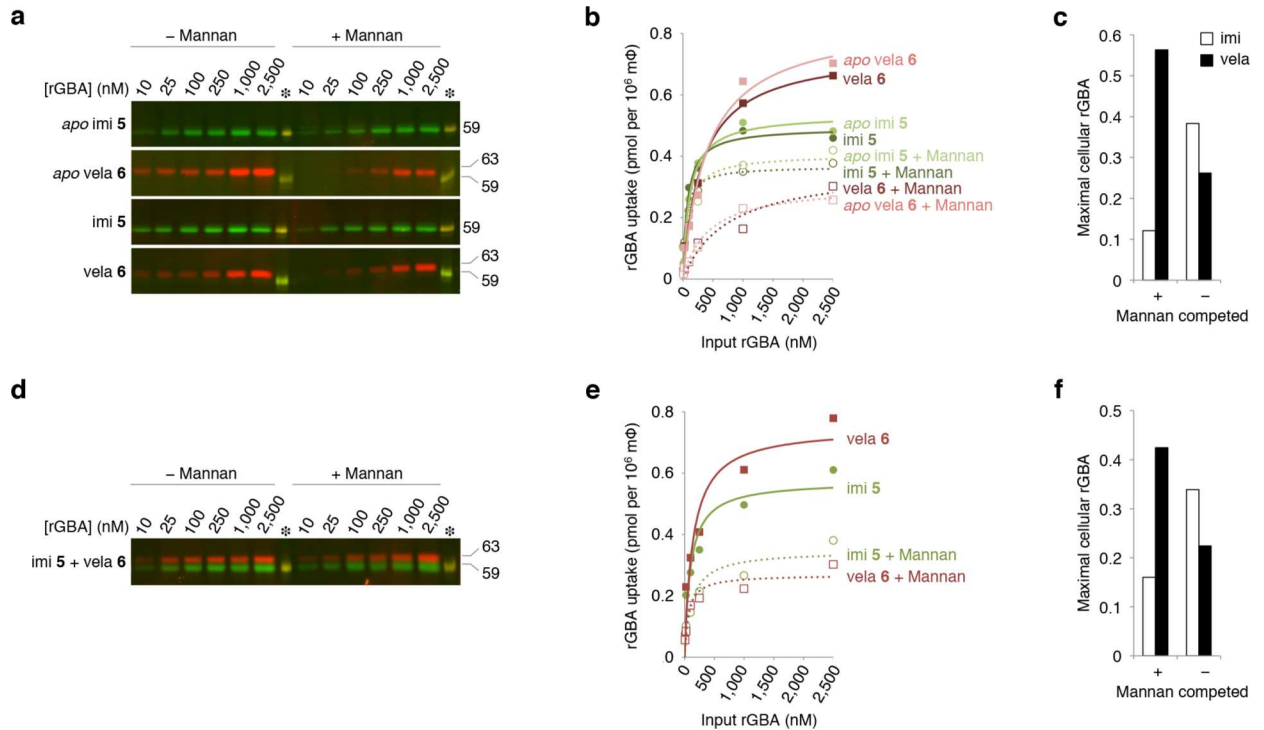 a
– Mannan + Mannan
[rGBA] (nM) 10 25 100 250 1,000 2,500 * 10 25 100 250 1,000 2,500 *
apo imi 5 59
apo vela 6 63
59
imi 5 59
vela 6 63
59
b
rGBA uptake (pmol per 10⁶ mΦ)
0.8
0.6
0.4
0.2
0
0 500 1,000 1,500 2,000 2,500
Input rGBA (nM)
apo vela 6
vela 6
apo imi 5
imi 5
apo imi 5 + Mannan
imi 5 + Mannan
vela 6 + Mannan
apo vela 6 + Mannan
c
Maximal cellular rGBA
0.6
0.5
0.4
0.3
0.2
0.1
0
imi
vela
+ –
Mannan competed
d
– Mannan + Mannan
[rGBA] (nM) 10 25 100 250 1,000 2,500 * 10 25 100 250 1,000 2,500 *
imi 5 + vela 6 63
59
e
rGBA uptake (pmol per 10⁶ mΦ)
0.8
0.6
0.4
0.2
0
0 500 1,000 1,500 2,000 2,500
Input rGBA (nM)
vela 6
imi 5
imi 5 + Mannan
vela 6 + Mannan
f
Maximal cellular rGBA
0.5
0.4
0.3
0.2
0.1
0
+ –
Mannan competed